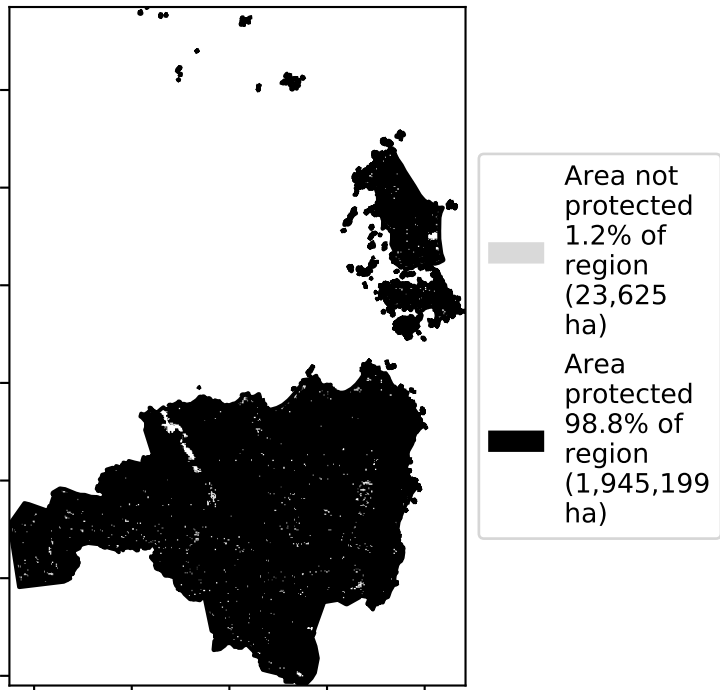 Area not
protected
1.2% of
region
(23,625
ha)
Area
protected
98.8% of
region
(1,945,199
ha)